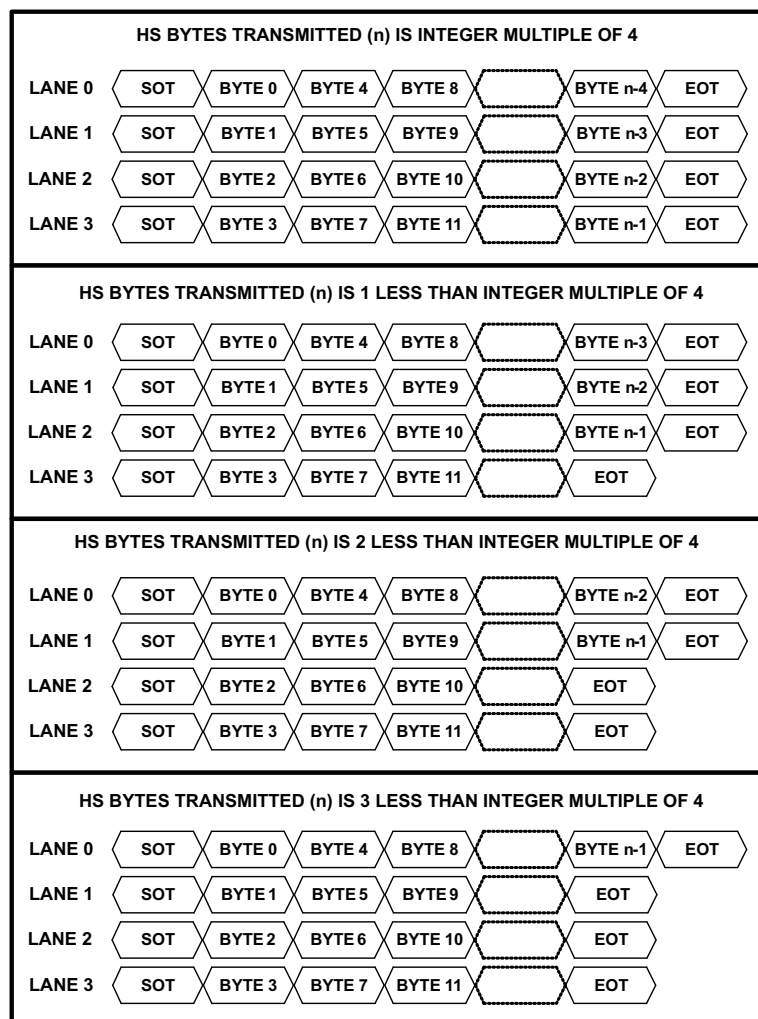 HS BYTES TRANSMITTED (n) IS INTEGER MULTIPLE OF 4
LANE 0 SOT BYTE 0 BYTE 4 BYTE 8 BYTE n-4 EOT
LANE 1 SOT BYTE 1 BYTE 5 BYTE 9 BYTE n-3 EOT
LANE 2 SOT BYTE 2 BYTE 6 BYTE 10 BYTE n-2 EOT
LANE 3 SOT BYTE 3 BYTE 7 BYTE 11 BYTE n-1 EOT
HS BYTES TRANSMITTED (n) IS 1 LESS THAN INTEGER MULTIPLE OF 4
LANE 0 SOT BYTE 0 BYTE 4 BYTE 8 BYTE n-3 EOT
LANE 1 SOT BYTE 1 BYTE 5 BYTE 9 BYTE n-2 EOT
LANE 2 SOT BYTE 2 BYTE 6 BYTE 10 BYTE n-1 EOT
LANE 3 SOT BYTE 3 BYTE 7 BYTE 11 EOT
HS BYTES TRANSMITTED (n) IS 2 LESS THAN INTEGER MULTIPLE OF 4
LANE 0 SOT BYTE 0 BYTE 4 BYTE 8 BYTE n-2 EOT
LANE 1 SOT BYTE 1 BYTE 5 BYTE 9 BYTE n-1 EOT
LANE 2 SOT BYTE 2 BYTE 6 BYTE 10 EOT
LANE 3 SOT BYTE 3 BYTE 7 BYTE 11 EOT
HS BYTES TRANSMITTED (n) IS 3 LESS THAN INTEGER MULTIPLE OF 4
LANE 0 SOT BYTE 0 BYTE 4 BYTE 8 BYTE n-1 EOT
LANE 1 SOT BYTE 1 BYTE 5 BYTE 9 EOT
LANE 2 SOT BYTE 2 BYTE 6 BYTE 10 EOT
LANE 3 SOT BYTE 3 BYTE 7 BYTE 11 EOT